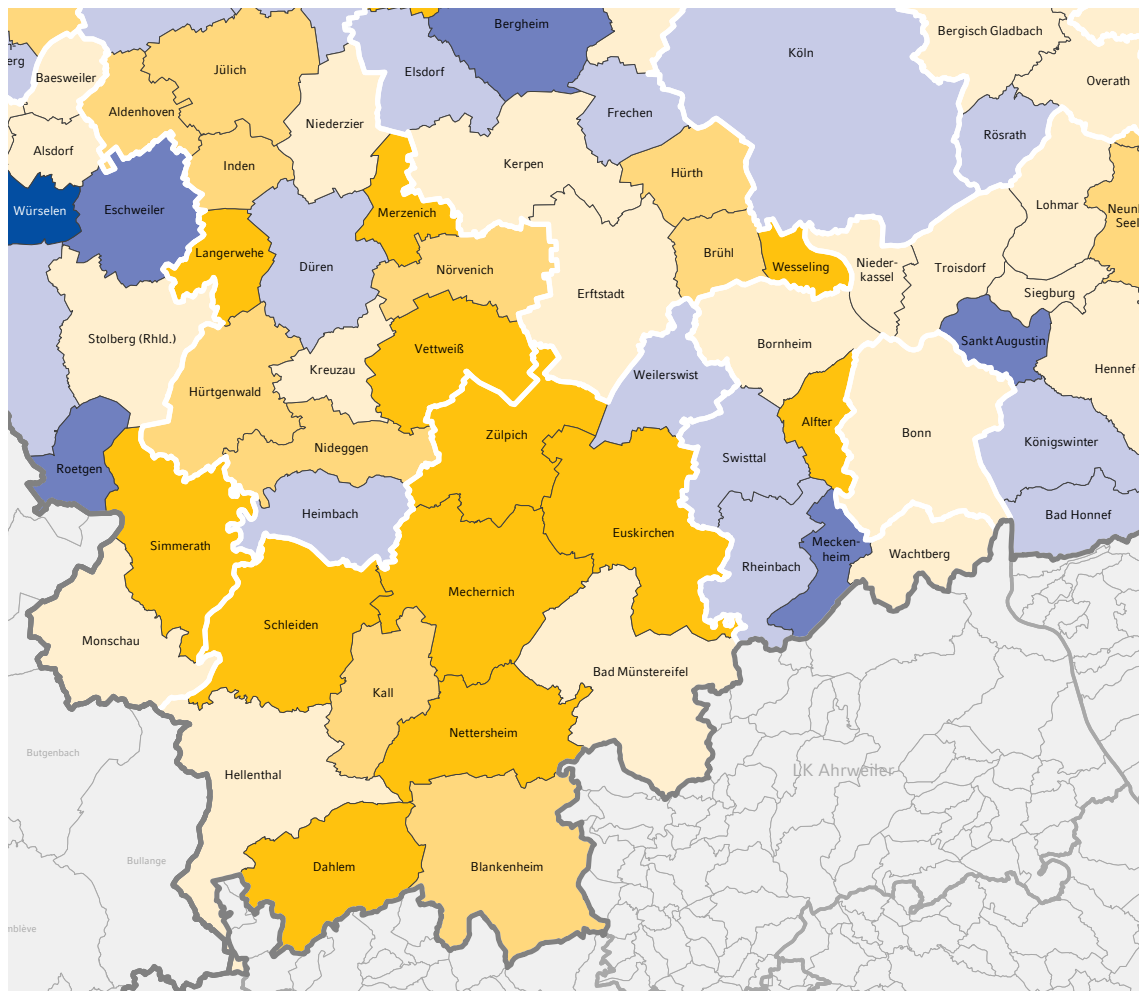 Bergheim
Köln
Bergisch Gladbach
erg
Baesweiler
Jülich
Elsdorf
Overath
Aldenhoven
Niederzier
Frechen
Rösrath
Alsdorf
Inden
Kerpen
Hürth
Würselen
Eschweiler
Merzenich
Lohmar
Neunk
Seel
Langerwehe
Düren
Nörvenich
Brühl
Wesseling
Nieder-
kassel
Troisdorf
Erftstadt
Siegburg
Stolberg (Rhld.)
Vettweiß
Bornheim
Sankt Augustin
Kreuzau
Weilerswist
Hennef
Hürtgenwald
Alfter
Bonn
Zülpich
Nideggen
Swisttal
Königswinter
Roetgen
Heimbach
Bad Honnef
Simmerath
Euskirchen
Mecken-
heim
Wachtberg
Rheinbach
Mechernich
Schleiden
Monschau
Bad Münstereifel
Kall
Nettersheim
Butgenbach
Hellenthal
LK Ahrweiler
Bullange
Dahlem
Blankenheim
nblève